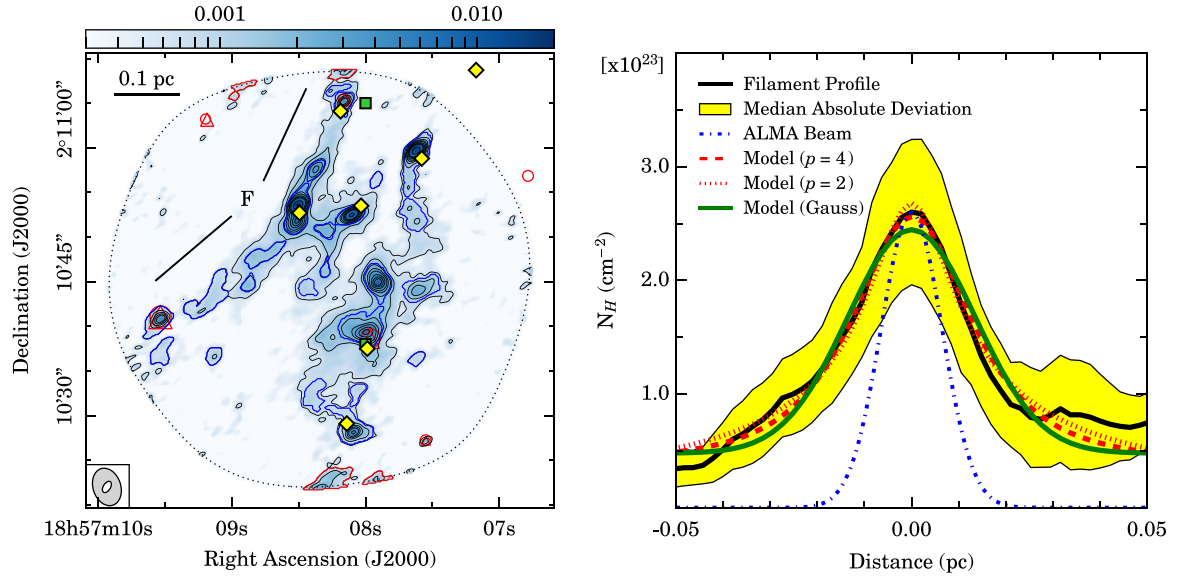 0.001 0.010
0.1 pc
F
2°11'00”
10'45”
10'30”
Declination (J2000)
18h57m10s 09s 08s 07s
Right Ascension (J2000)
[x10²³]
Filament Profile
Median Absolute Deviation
ALMA Beam
Model (p = 4)
Model (p = 2)
Model (Gauss)
3.0
2.0
1.0
N_H (cm⁻²)
-0.05 0.00 0.05
Distance (pc)